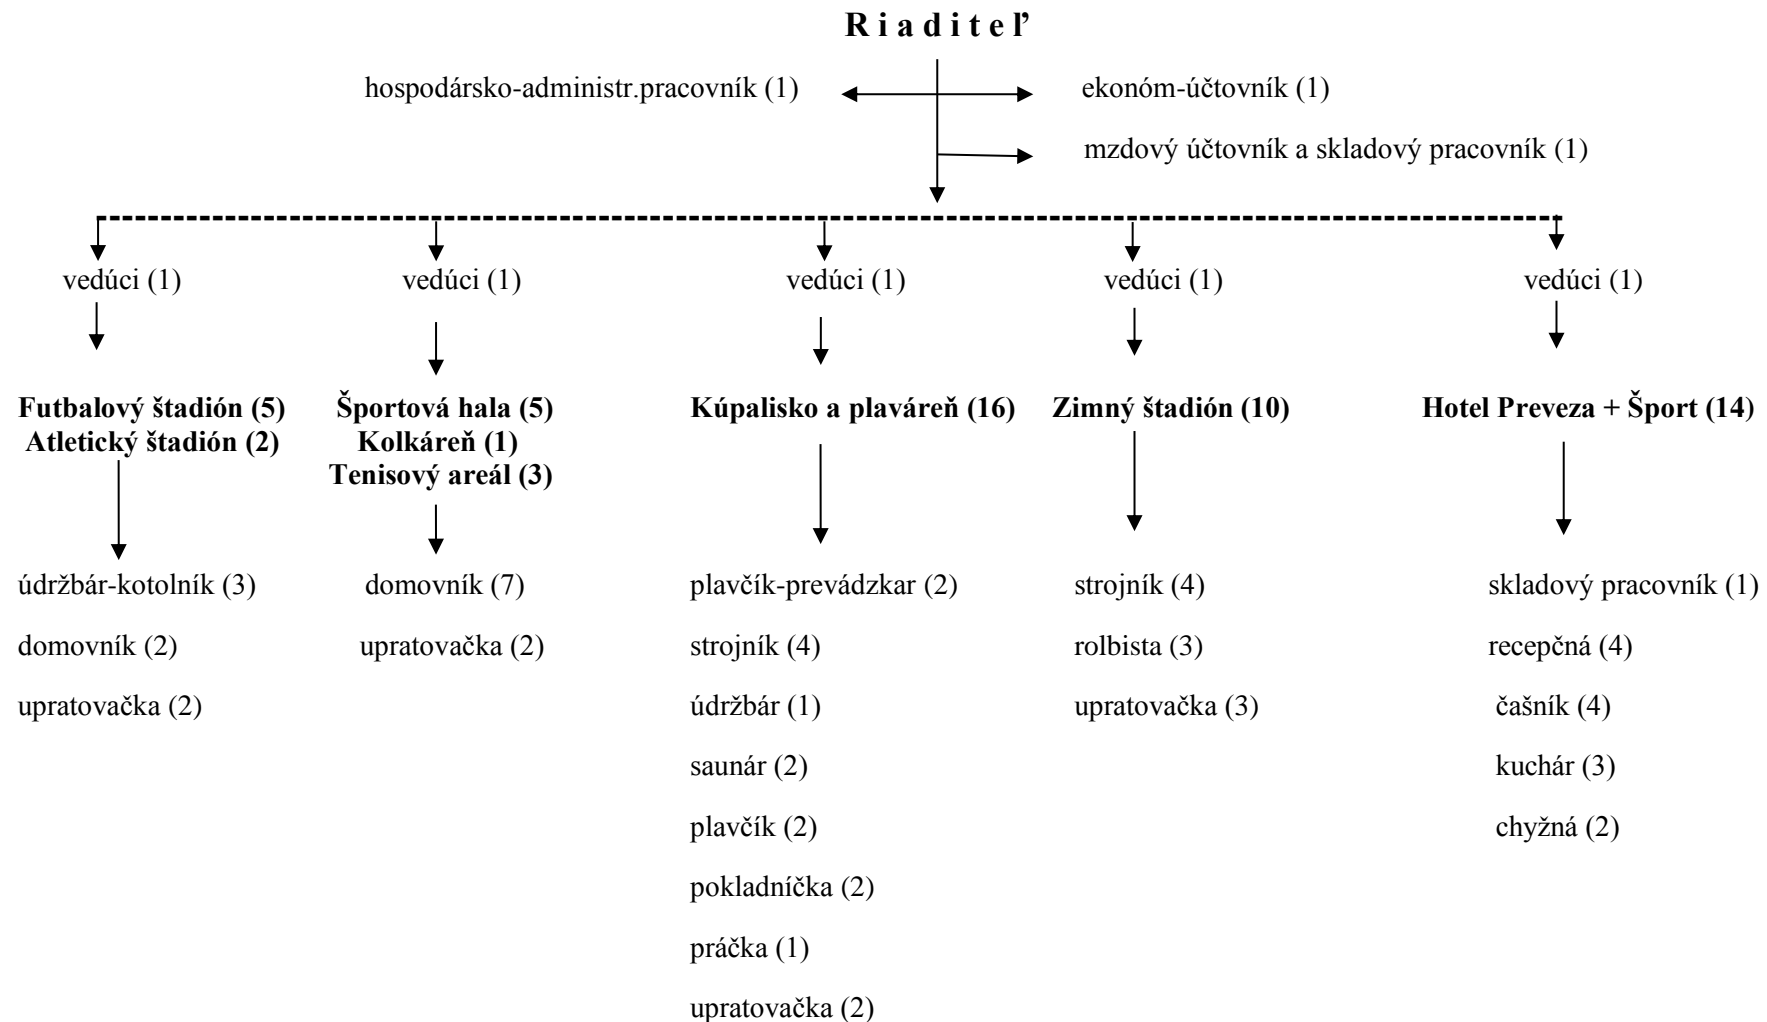 R i a d i t e ľ
hospodársko-administr.pracovník (1)
ekonóm-účtovník (1)
mzdový účtovník a skladový pracovník (1)
vedúci (1)
vedúci (1)
vedúci (1)
vedúci (1)
vedúci (1)
Futbalový štadión (5)
Atletický štadión (2)
Športová hala (5)
Kolkáreň (1)
Tenisový areál (3)
Kúpalisko a plaváreň (16)
Zimný štadión (10)
Hotel Preveza + Šport (14)
údržbár-kotolník (3)
domovník (2)
upratovačka (2)
domovník (7)
upratovačka (2)
plavčík-prevádzkar (2)
strojník (4)
údržbár (1)
saunár (2)
plavčík (2)
pokladníčka (2)
práčka (1)
upratovačka (2)
strojník (4)
rolbista (3)
upratovačka (3)
skladový pracovník (1)
recepčná (4)
čašník (4)
kuchár (3)
chyžná (2)